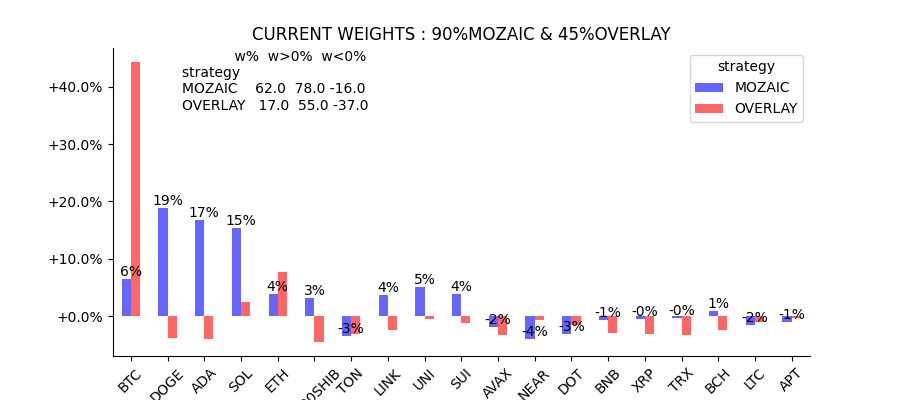 CURRENT WEIGHTS : 90%MOZAIC & 45%OVERLAY
w% w>0% w<0%
strategy
MOZAIC 62.0 78.0 -16.0
OVERLAY 17.0 55.0 -37.0
strategy
MOZAIC
OVERLAY
+40.0%
+30.0%
+20.0%
+10.0%
+0.0%
6%
19%
17%
15%
4%
3%
-3%
4%
5%
4%
-2%
-4%
-3%
-1%
-0%
-0%
1%
-2%
-1%
BTC
DOGE
ADA
SOL
ETH
TON
LINK
UNI
SUI
AVAX
NEAR
DOT
BNB
XRP
TRX
BCH
LTC
APT